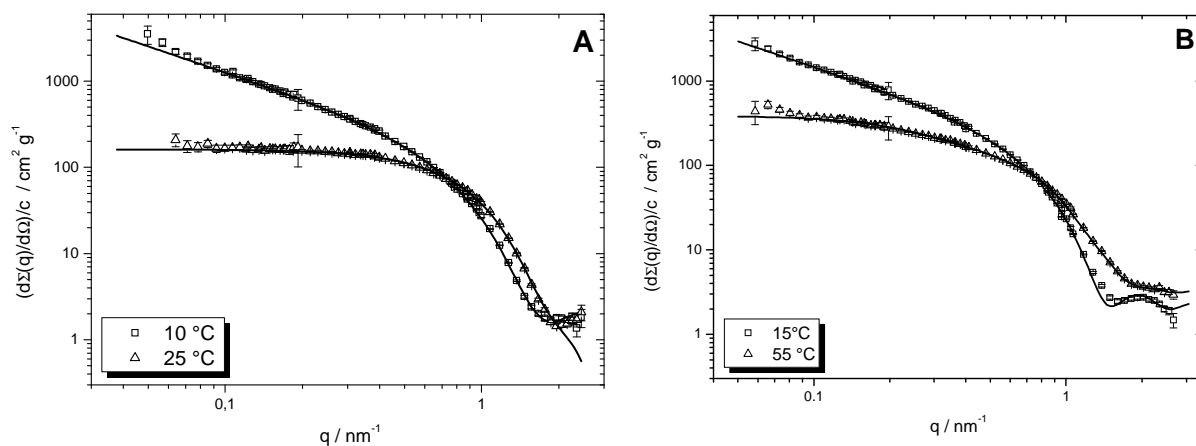 A
(dΣ(q)/dΩ)/c / cm² g⁻¹
1000
100
10
1
10 °C
25 °C
0,1
1
q / nm⁻¹
B
(dΣ(q)/dΩ)/c / cm² g⁻¹
1000
100
10
1
15°C
55 °C
0.1
1
q / nm⁻¹